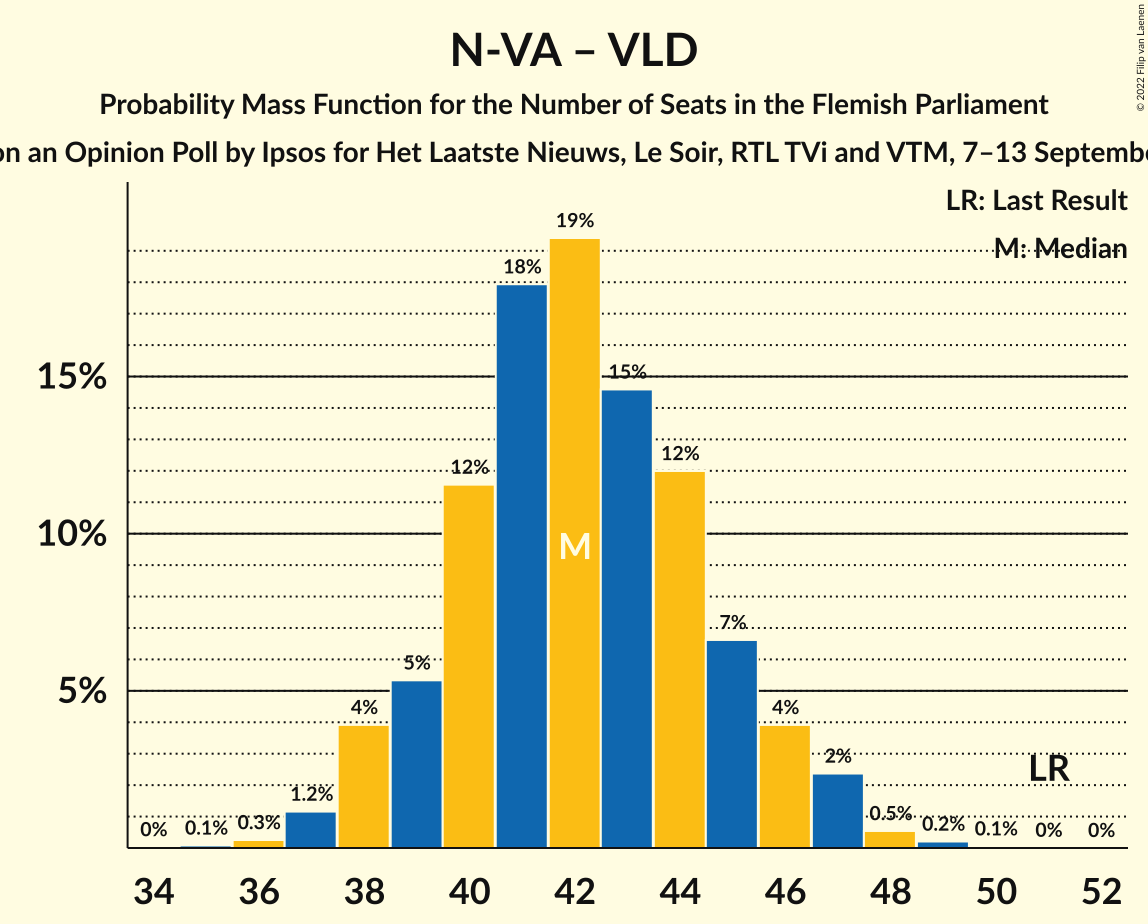 N-VA – VLD
Probability Mass Function for the Number of Seats in the Flemish Parliament
on an Opinion Poll by Ipsos for Het Laatste Nieuws, Le Soir, RTL TVi and VTM, 7–13 Septembe
© 2022 Filip van Laenen
LR: Last Result
M: Median
19%
18%
15%
15%
12%
12%
10%
M
7%
5%
5%
4%
4%
2%
LR
1.2%
0% 0.1% 0.3% 0.5% 0.2% 0.1% 0% 0%
34 36 38 40 42 44 46 48 50 52